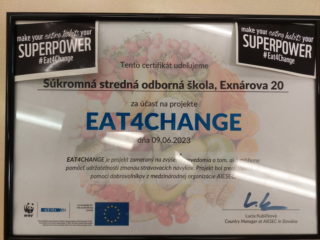 make your eating habits your
SUPERPOWER
#Eat4Change
make your eating habits your
SUPERPOWER
#Eat4Change
Tento certifikát udeľujeme
Súkromná stredná odborná škola, Exnárova 20
za účasť na projekte
EAT4CHANGE
dňa 09.06.2023
EAT4CHANGE je projekt zameraný na
o tom, ako môžeme
pomôcť udržateľnosti zmenou stravovacích návykov. Projekt bol
pomocou dobrovoľníkov z medzinárodnej organizácie AIESEC.
WWF
Country Manager at AIESEC in Slovakia